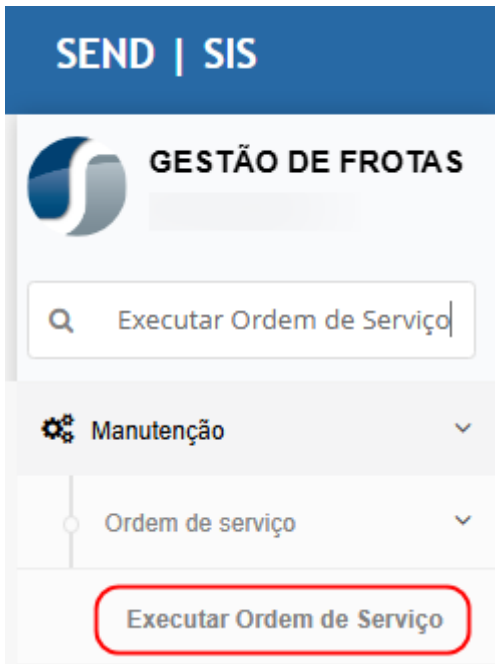 SEND | SIS
GESTÃO DE FROTAS
Executar Ordem de Serviço
Manutenção
Ordem de serviço
Executar Ordem de Serviço